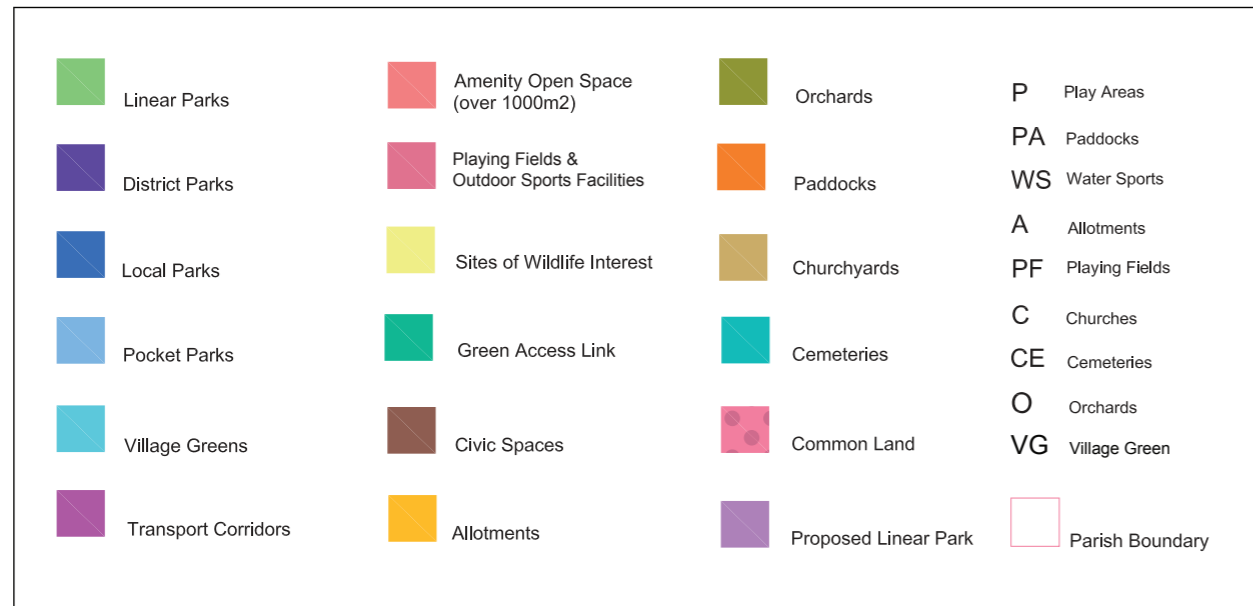 Linear Parks
District Parks
Local Parks
Pocket Parks
Village Greens
Transport Corridors
Amenity Open Space
(over 1000m2)
Playing Fields &
Outdoor Sports Facilities
Sites of Wildlife Interest
Green Access Link
Civic Spaces
Allotments
Orchards
Paddocks
Churchyards
Cemeteries
Common Land
Proposed Linear Park
P Play Areas
PA Paddocks
WS Water Sports
A Allotments
PF Playing Fields
C Churches
CE Cemeteries
O Orchards
VG Village Green
Parish Boundary